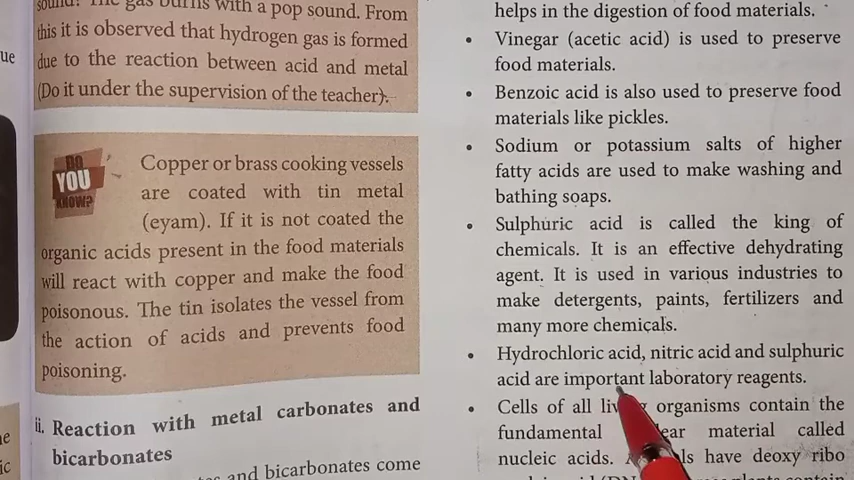 ue
sound? The gas burns with a pop sound. From
this it is observed that hydrogen gas is formed
due to the reaction between acid and metal
(Do it under the supervision of the teacher).
DO
YOU
KNOW?
Copper or brass cooking vessels
are coated with tin metal
(eyam). If it is not coated the
organic acids present in the food materials
will react with copper and make the food
poisonous. The tin isolates the vessel from
the action of acids and prevents food
poisoning.
ii. Reaction with metal carbonates and
bicarbonates
and bicarbonates come
ic
helps in the digestion of food materials.
• Vinegar (acetic acid) is used to preserve
food materials.
• Benzoic acid is also used to preserve food
materials like pickles.
• Sodium or potassium salts of higher
fatty acids are used to make washing and
bathing soaps.
• Sulphuric acid is called the king of
chemicals. It is an effective dehydrating
agent. It is used in various industries to
make detergents, paints, fertilizers and
many more chemicals.
• Hydrochloric acid, nitric acid and sulphuric
acid are important laboratory reagents.
• Cells of all organisms contain the
fundamental material called
nucleic acids. have deoxy ribo